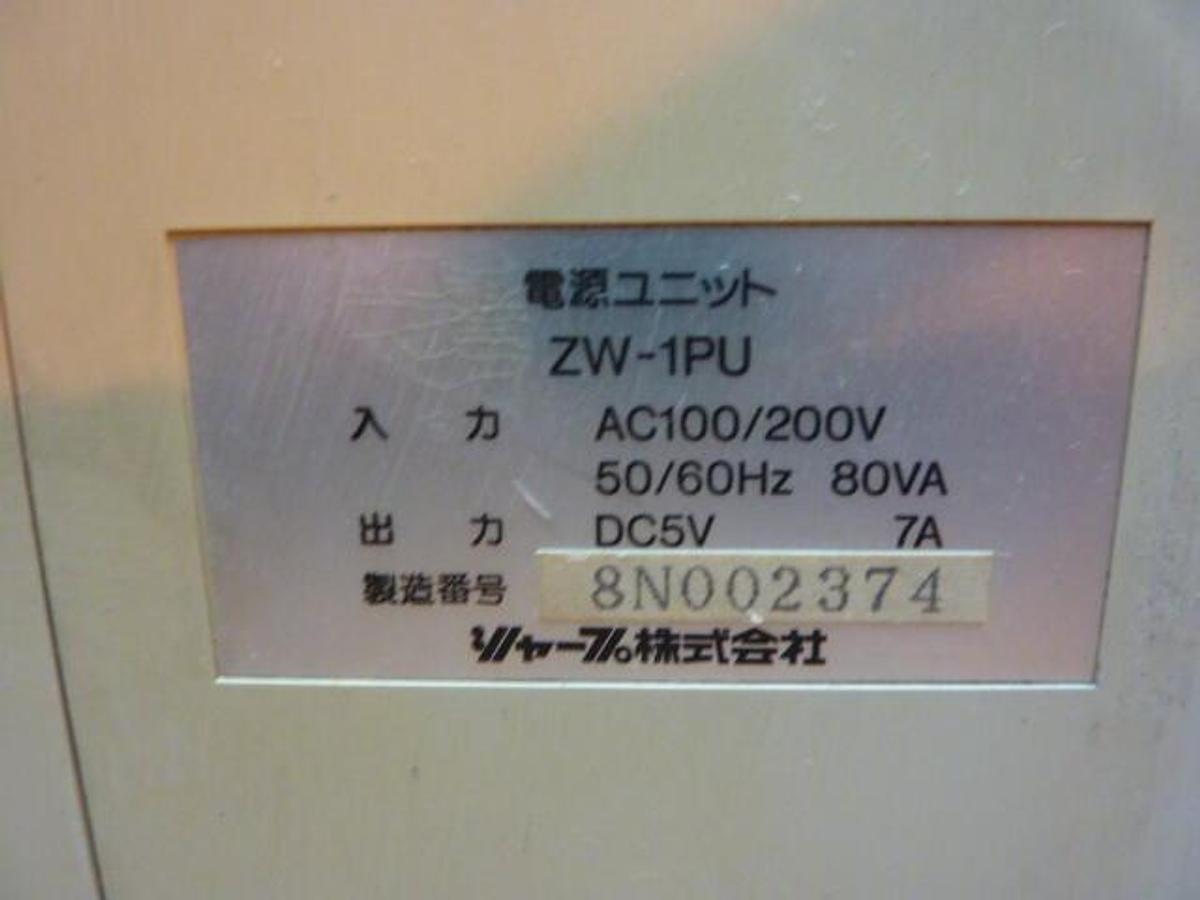 電源ユニット
ZW-1PU
入力 AC100/200V
50/60Hz 80VA
出力 DC5V 7A
製造番号 8N002374
シャープ株式会社